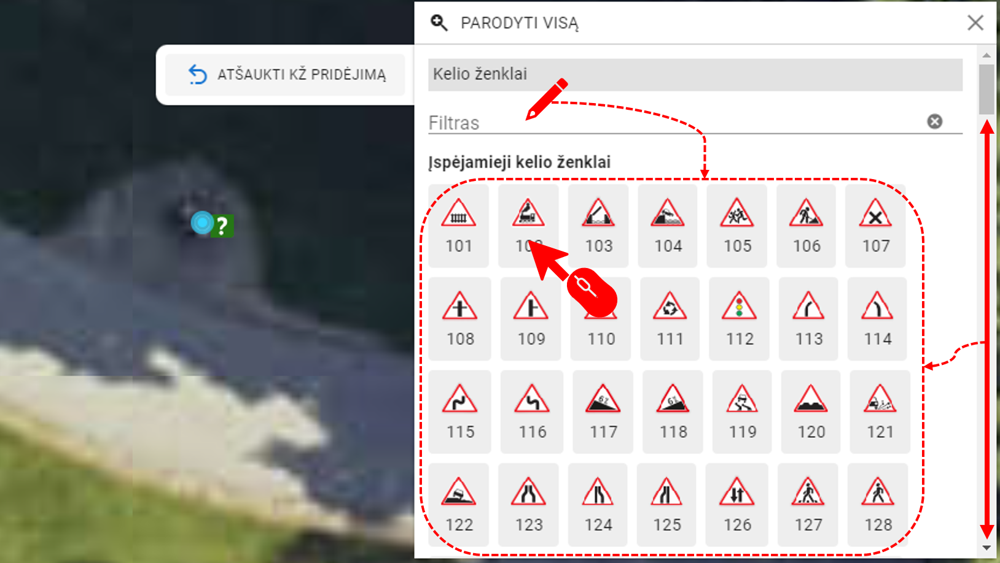 PARODYTI VISĄ
ATŠAUKTI KŽ PRIDĖJIMĄ
Kelio ženklai
Filtras
Įspėjamieji kelio ženklai
?
101 103 104 105 106 107
108 109 110 111 112 113 114
115 116 117 118 119 120 121
122 123 124 125 126 127 128